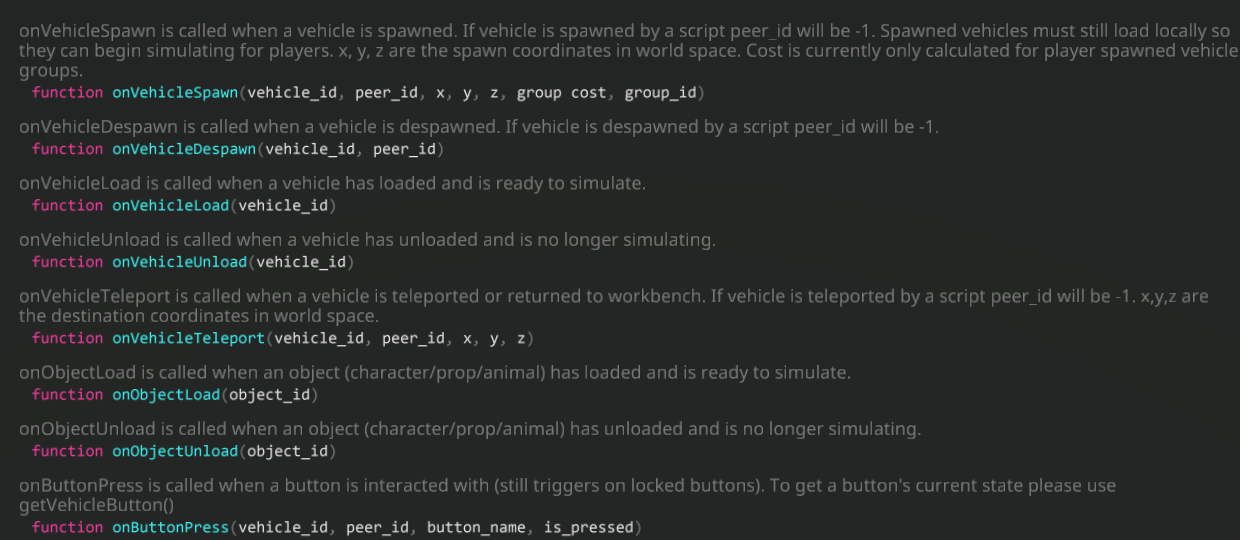 onVehicleSpawn is called when a vehicle is spawned. If vehicle is spawned by a script peer_id will be -1. Spawned vehicles must still load locally so
they can begin simulating for players. x, y, z are the spawn coordinates in world space. Cost is currently only calculated for player spawned vehicle
groups.
function onVehicleSpawn(vehicle_id, peer_id, x, y, z, group cost, group_id)
onVehicleDespawn is called when a vehicle is despawned. If vehicle is despawned by a script peer_id will be -1.
function onVehicleDespawn(vehicle_id, peer_id)
onVehicleLoad is called when a vehicle has loaded and is ready to simulate.
function onVehicleLoad(vehicle_id)
onVehicleUnload is called when a vehicle has unloaded and is no longer simulating.
function onVehicleUnload(vehicle_id)
onVehicleTeleport is called when a vehicle is teleported or returned to workbench. If vehicle is teleported by a script peer_id will be -1. x,y,z are
the destination coordinates in world space.
function onVehicleTeleport(vehicle_id, peer_id, x, y, z)
onObjectLoad is called when an object (character/prop/animal) has loaded and is ready to simulate.
function onObjectLoad(object_id)
onObjectUnload is called when an object (character/prop/animal) has unloaded and is no longer simulating.
function onObjectUnload(object_id)
onButtonPress is called when a button is interacted with (still triggers on locked buttons). To get a button's current state please use
getVehicleButton()
function onButtonPress(vehicle_id, peer_id, button_name, is_pressed)